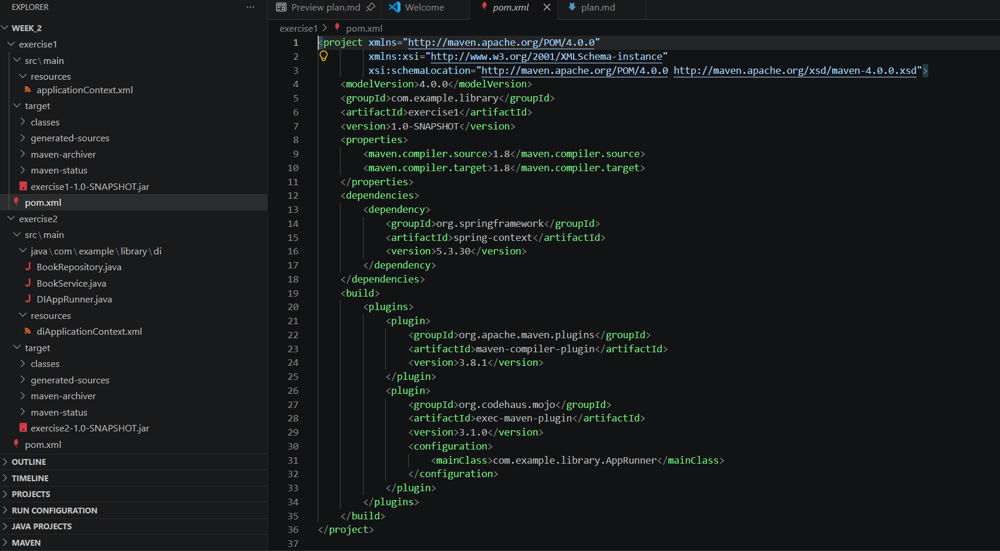 EXPLORER
WEEK_2
exercise1
src\main
resources
applicationContext.xml
target
classes
generated-sources
maven-archiver
maven-status
exercise1-1.0-SNAPSHOT.jar
pom.xml
exercise2
src\main
java\com\example\library\di
BookRepository.java
BookService.java
DIAppRunner.java
resources
diApplicationContext.xml
target
classes
generated-sources
maven-archiver
maven-status
exercise2-1.0-SNAPSHOT.jar
pom.xml
OUTLINE
TIMELINE
PROJECTS
RUN CONFIGURATION
JAVA PROJECTS
MAVEN
Preview plan.md
Welcome
pom.xml
plan.md
exercise1 > pom.xml
1 <project xmlns="http://maven.apache.org/POM/4.0.0"
2 xmlns:xsi="http://www.w3.org/2001/XMLSchema-instance"
3 xsi:schemaLocation="http://maven.apache.org/POM/4.0.0 http://maven.apache.org/xsd/maven-4.0.0.xsd">
4 <modelVersion>4.0.0</modelVersion>
5 <groupId>com.example.library</groupId>
6 <artifactId>exercise1</artifactId>
7 <version>1.0-SNAPSHOT</version>
8 <properties>
9 <maven.compiler.source>1.8</maven.compiler.source>
10 <maven.compiler.target>1.8</maven.compiler.target>
11 </properties>
12 <dependencies>
13 <dependency>
14 <groupId>org.springframework</groupId>
15 <artifactId>spring-context</artifactId>
16 <version>5.3.30</version>
17 </dependency>
18 </dependencies>
19 <build>
20 <plugins>
21 <plugin>
22 <groupId>org.apache.maven.plugins</groupId>
23 <artifactId>maven-compiler-plugin</artifactId>
24 <version>3.8.1</version>
25 </plugin>
26 <plugin>
27 <groupId>org.codehaus.mojo</groupId>
28 <artifactId>exec-maven-plugin</artifactId>
29 <version>3.1.0</version>
30 <configuration>
31 <mainClass>com.example.library.AppRunner</mainClass>
32 </configuration>
33 </plugin>
34 </plugins>
35 </build>
36 </project>
37